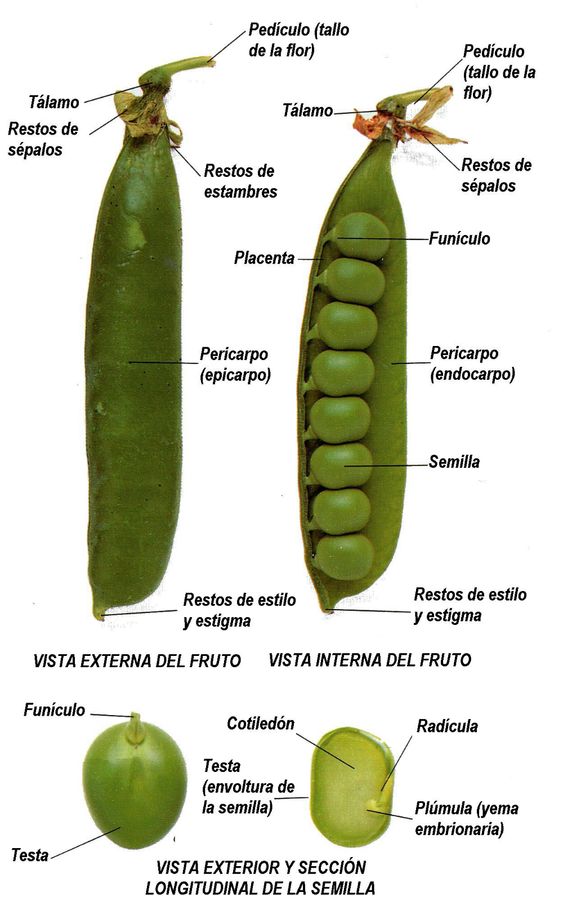 Pedículo (tallo
de la flor)
Tálamo
Restos de
sépalos
Restos de
estambres
Pericarpo
(epicarpo)
Restos de estilo
y estigma
VISTA EXTERNA DEL FRUTO
Pedículo
(tallo de la
flor)
Tálamo
Restos de
sépalos
Placenta
Funículo
Pericarpo
(endocarpo)
Semilla
Restos de estilo
y estigma
VISTA INTERNA DEL FRUTO
Funículo
Testa
Cotiledón
Radícula
Testa
(envoltura de
la semilla)
Plúmula (yema
embrionaria)
VISTA EXTERIOR Y SECCIÓN
LONGITUDINAL DE LA SEMILLA